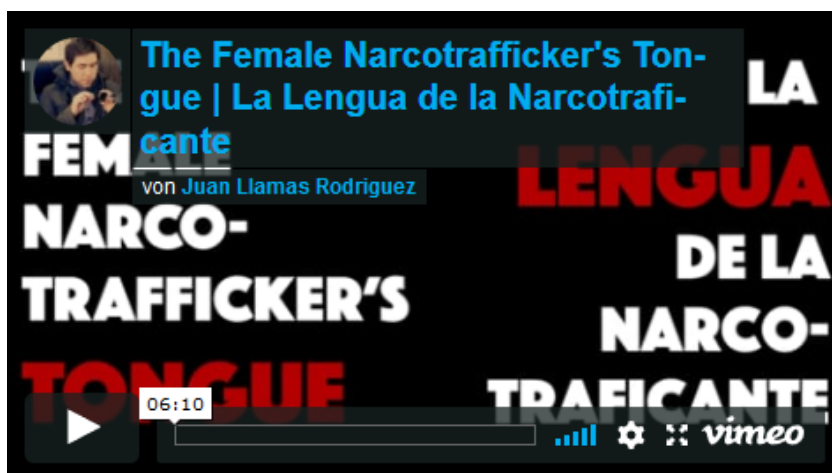 The Female Narcotrafficker's Ton-
gue | La Lengua de la Narcotrafi-
cante
von Juan Llamas Rodriguez
FEMALE
NARCO-
TRAFFICKER'S
TONGUE
LA
LENGUA
DE LA
NARCO-
TRAFICANTE
06:10
vimeo